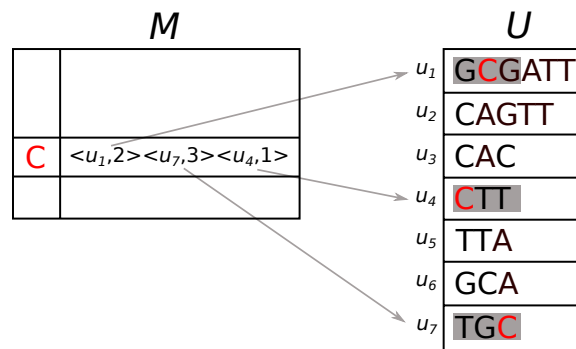 M
C <u1,2><u7,3><u4,1>
U
u1 GCGATT
u2 CAGTT
u3 CAC
u4 CTT
u5 TTA
u6 GCA
u7 TGC